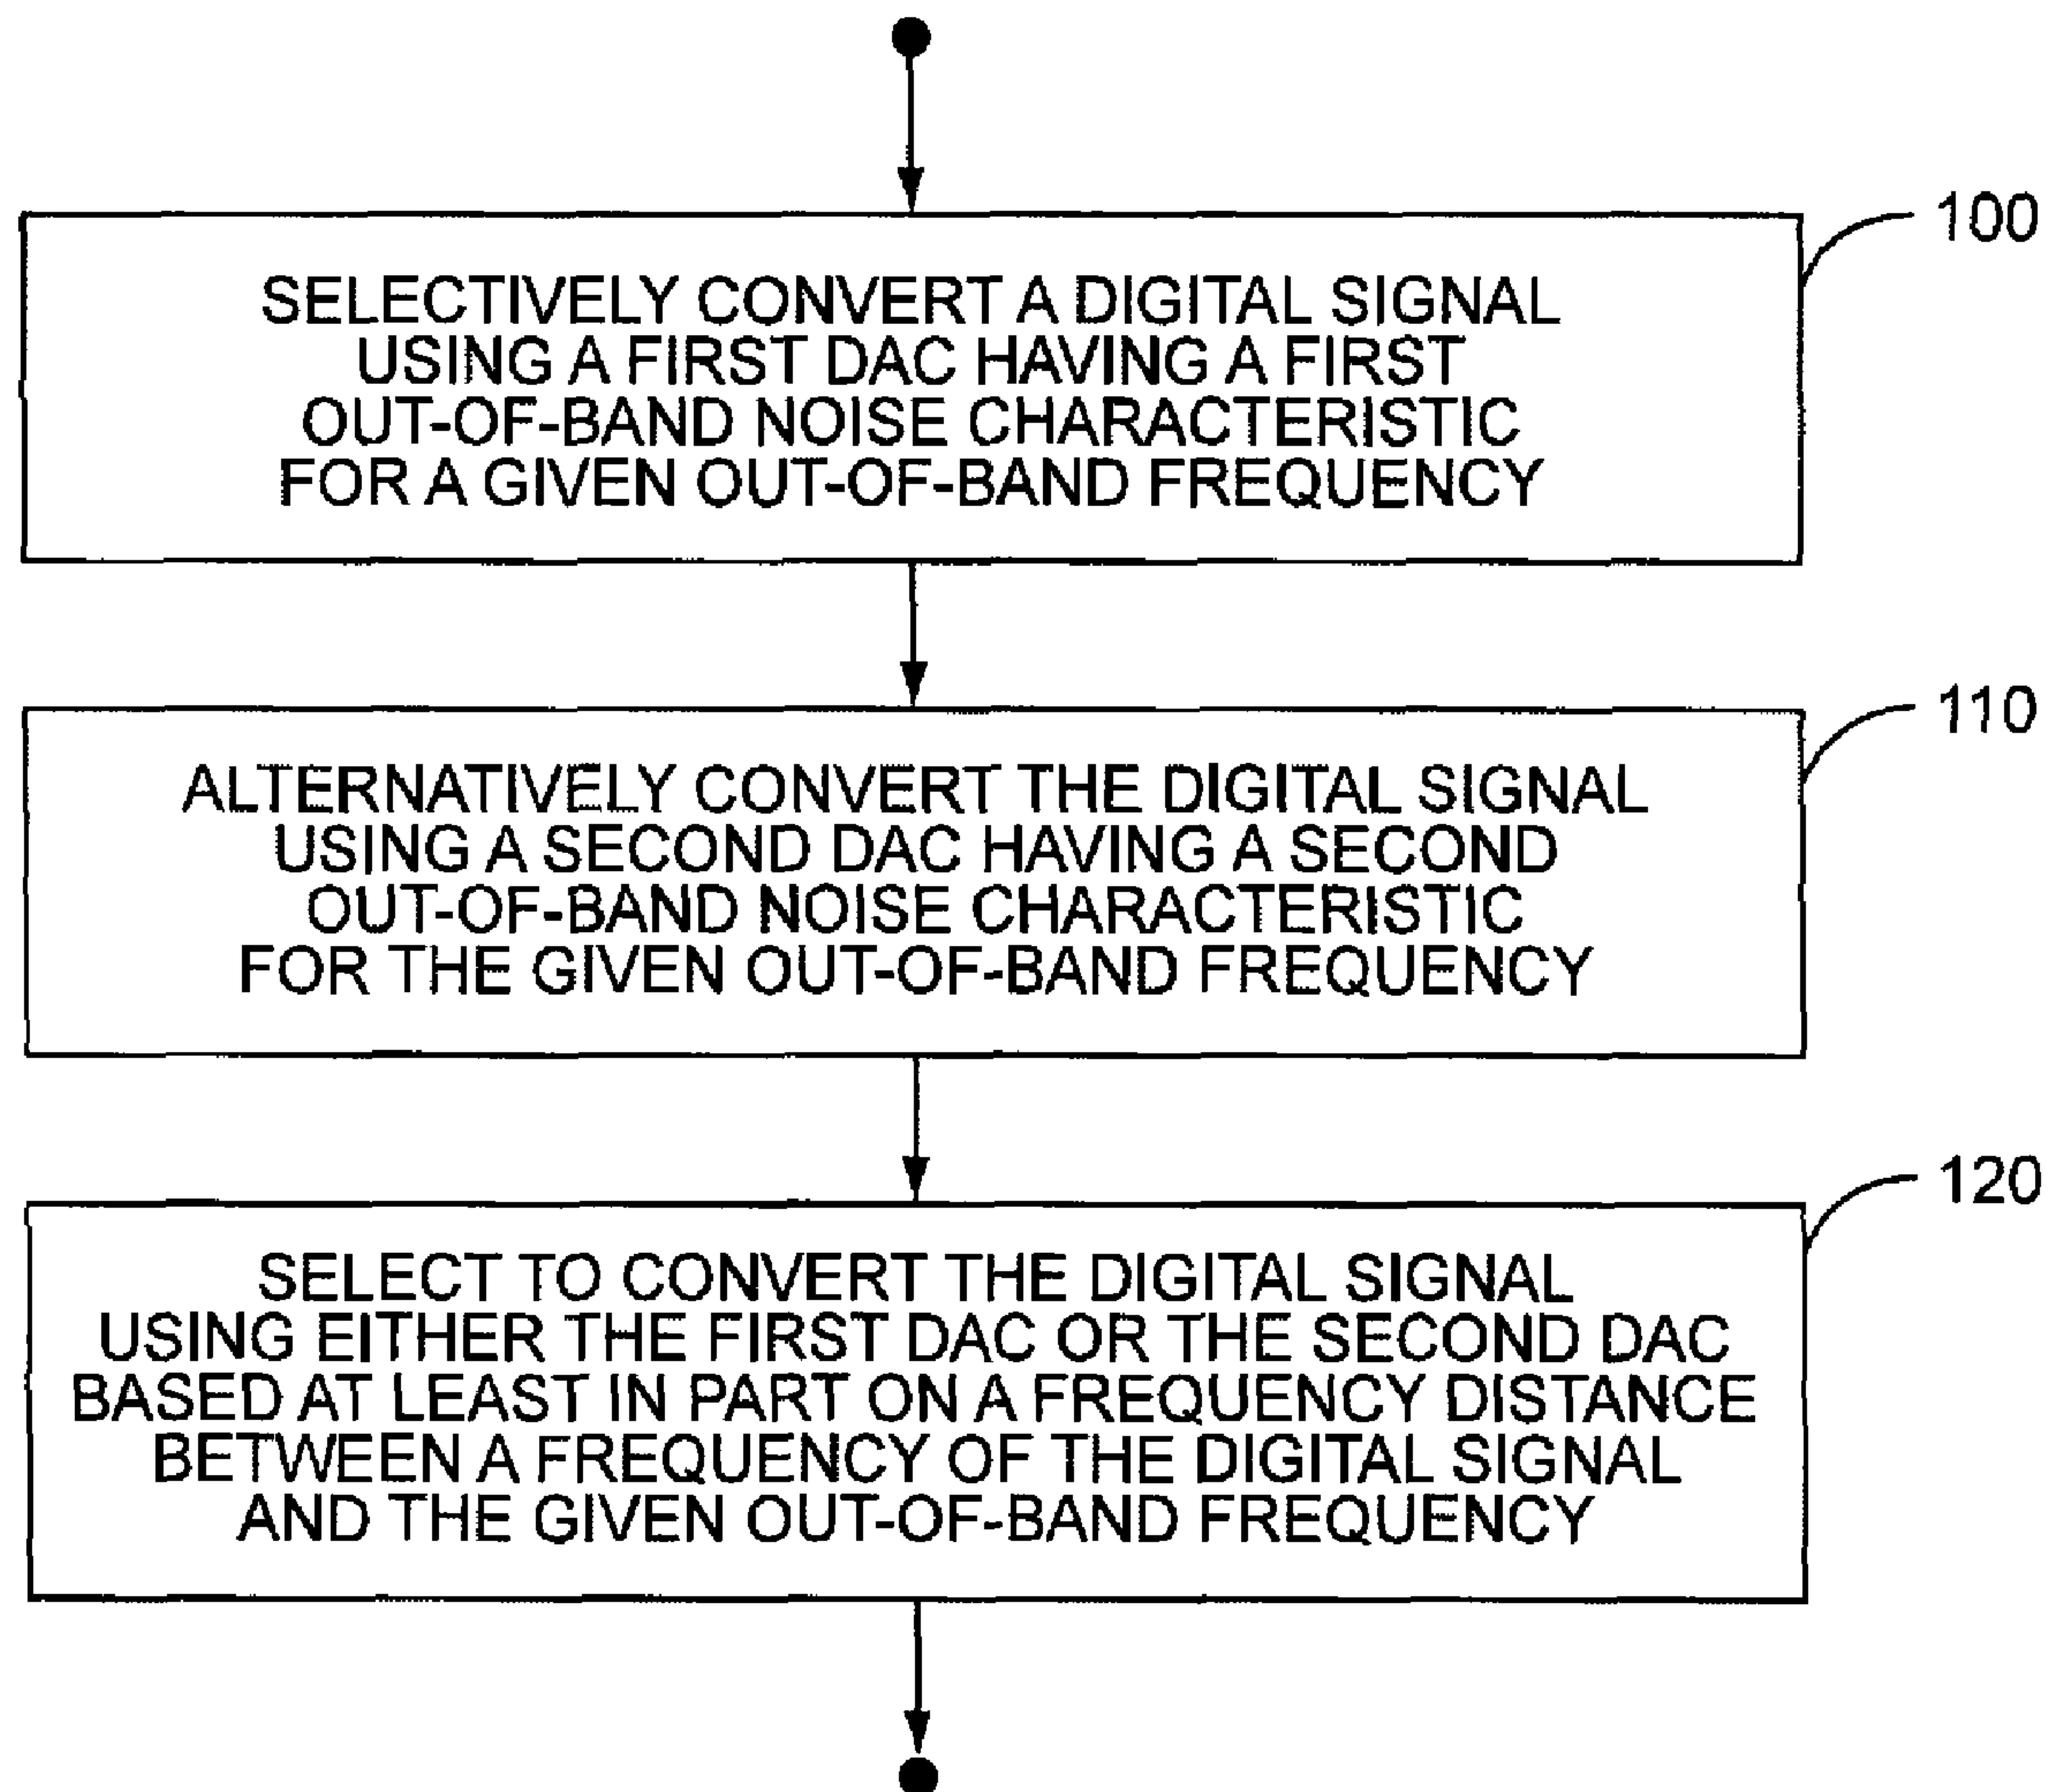 100
SELECTIVELY CONVERT A DIGITAL SIGNAL
USING A FIRST DAC HAVING A FIRST
OUT-OF-BAND NOISE CHARACTERISTIC
FOR A GIVEN OUT-OF-BAND FREQUENCY
110
ALTERNATIVELY CONVERT THE DIGITAL SIGNAL
USING A SECOND DAC HAVING A SECOND
OUT-OF-BAND NOISE CHARACTERISTIC
FOR THE GIVEN OUT-OF-BAND FREQUENCY
120
SELECT TO CONVERT THE DIGITAL SIGNAL
USING EITHER THE FIRST DAC OR THE SECOND DAC
BASED AT LEAST IN PART ON A FREQUENCY DISTANCE
BETWEEN A FREQUENCY OF THE DIGITAL SIGNAL
AND THE GIVEN OUT-OF-BAND FREQUENCY